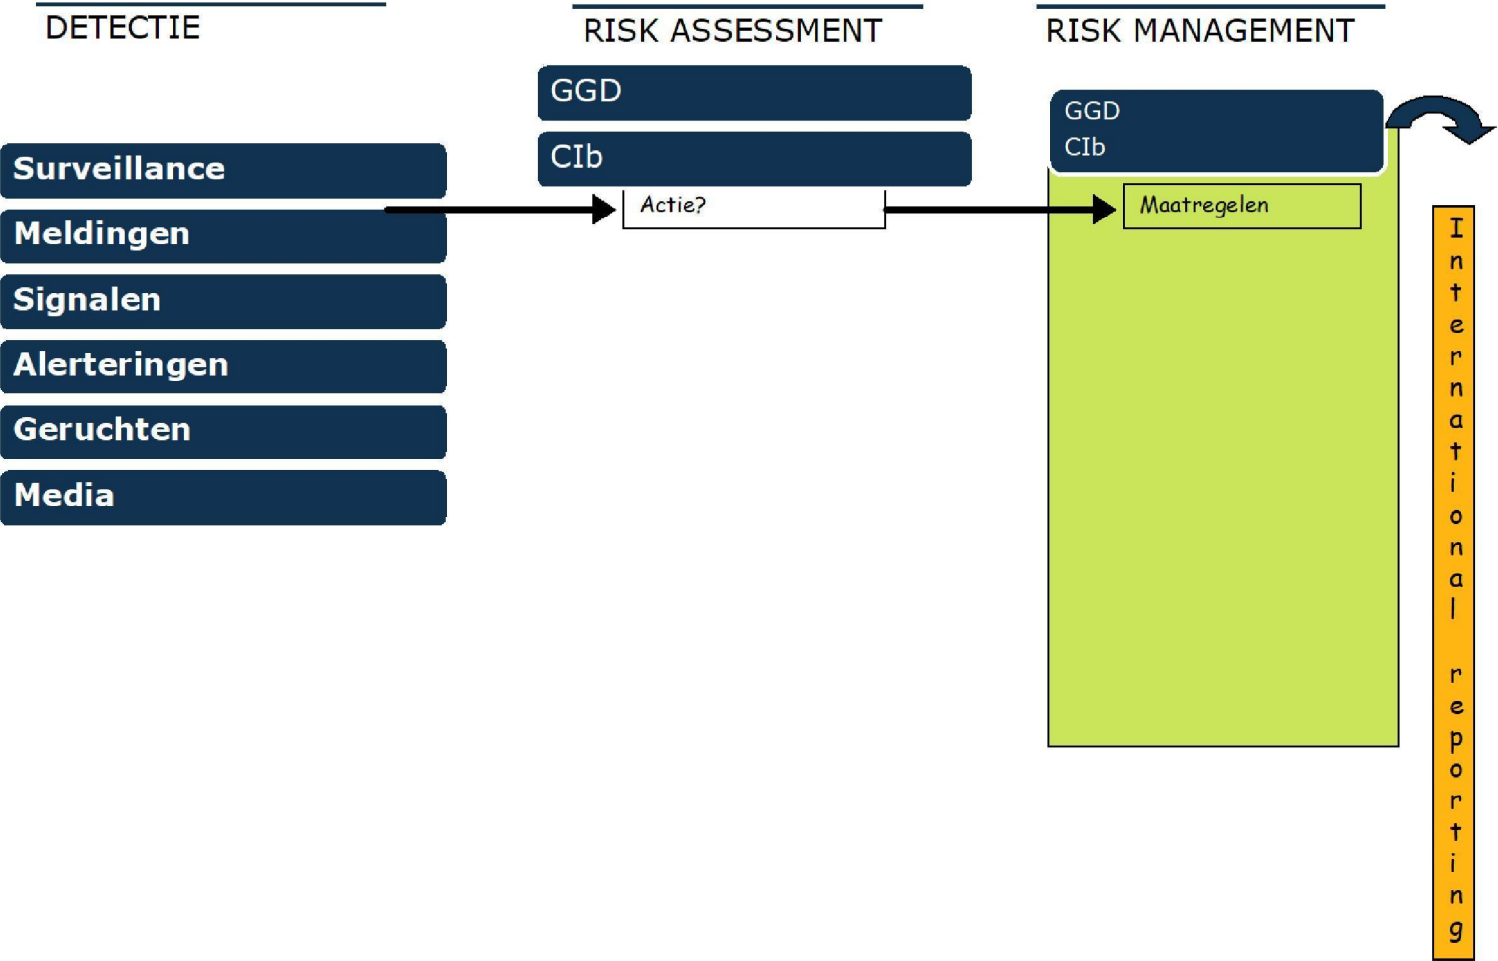 DETECTIE
Surveillance
Meldingen
Signalen
Alerteringen
Geruchten
Media
RISK ASSESSMENT
GGD
CIb
Actie?
RISK MANAGEMENT
GGD
CIb
Maatregelen
International reporting